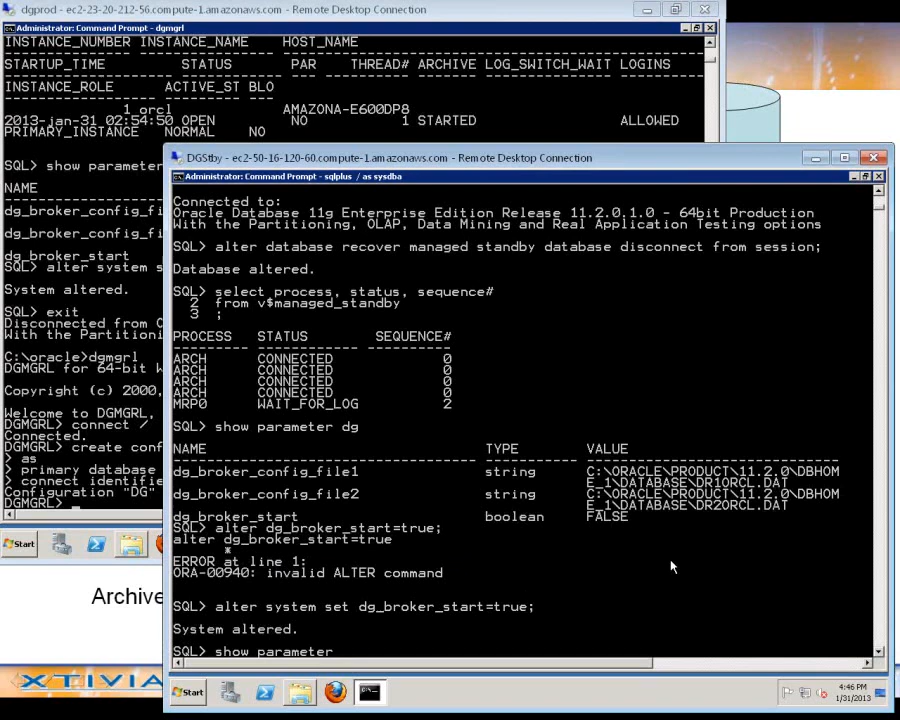 dgprod - ec2-23-20-212-56.compute-1.amazonaws.com - Remote Desktop Connection
Administrator: Command Prompt - dgmgrl
INSTANCE_NUMBER INSTANCE_NAME HOST_NAME
STARTUP_TIME STATUS PAR THREAD# ARCHIVE LOG_SWITCH_WAIT LOGINS
INSTANCE_ROLE ACTIVE_ST BLO
1 orcl AMAZONA-E600DP8
2013-jan-31 02:54:50 OPEN NO 1 STARTED ALLOWED
PRIMARY_INSTANCE NORMAL NO
SQL> show parameter
NAME
dg_broker_config_fi
dg_broker_config_fi
dg_broker_start
SQL> alter system s
System altered.
SQL> exit
Disconnected from O
With the Partitioni
C:\oracle>dgmgrl
DGMGRL for 64-bit W
Copyright (c) 2000,
Welcome to DGMGRL,
DGMGRL> connect /
Connected.
DGMGRL> create conf
> as
> primary database
> connect identifie
Configuration "DG"
DGMGRL> _
Start
Archive
XTIVIA
DGStby - ec2-50-16-120-60.compute-1.amazonaws.com - Remote Desktop Connection
Administrator: Command Prompt - sqlplus / as sysdba
Connected to:
Oracle Database 11g Enterprise Edition Release 11.2.0.1.0 - 64bit Production
With the Partitioning, OLAP, Data Mining and Real Application Testing options
SQL> alter database recover managed standby database disconnect from session;
Database altered.
SQL> select process, status, sequence#
2 from v$managed_standby
3 ;
PROCESS STATUS SEQUENCE#
ARCH CONNECTED 0
ARCH CONNECTED 0
ARCH CONNECTED 0
ARCH CONNECTED 0
MRP0 WAIT_FOR_LOG 2
SQL> show parameter dg
NAME TYPE VALUE
dg_broker_config_file1 string C:\ORACLE\PRODUCT\11.2.0\DBHOM
E_1\DATABASE\DR1ORCL.DAT
dg_broker_config_file2 string C:\ORACLE\PRODUCT\11.2.0\DBHOM
E_1\DATABASE\DR2ORCL.DAT
dg_broker_start boolean FALSE
SQL> alter dg_broker_start=true;
alter dg_broker_start=true
*
ERROR at line 1:
ORA-00940: invalid ALTER command
SQL> alter system set dg_broker_start=true;
System altered.
SQL> show parameter
Start
4:46 PM
1/31/2013